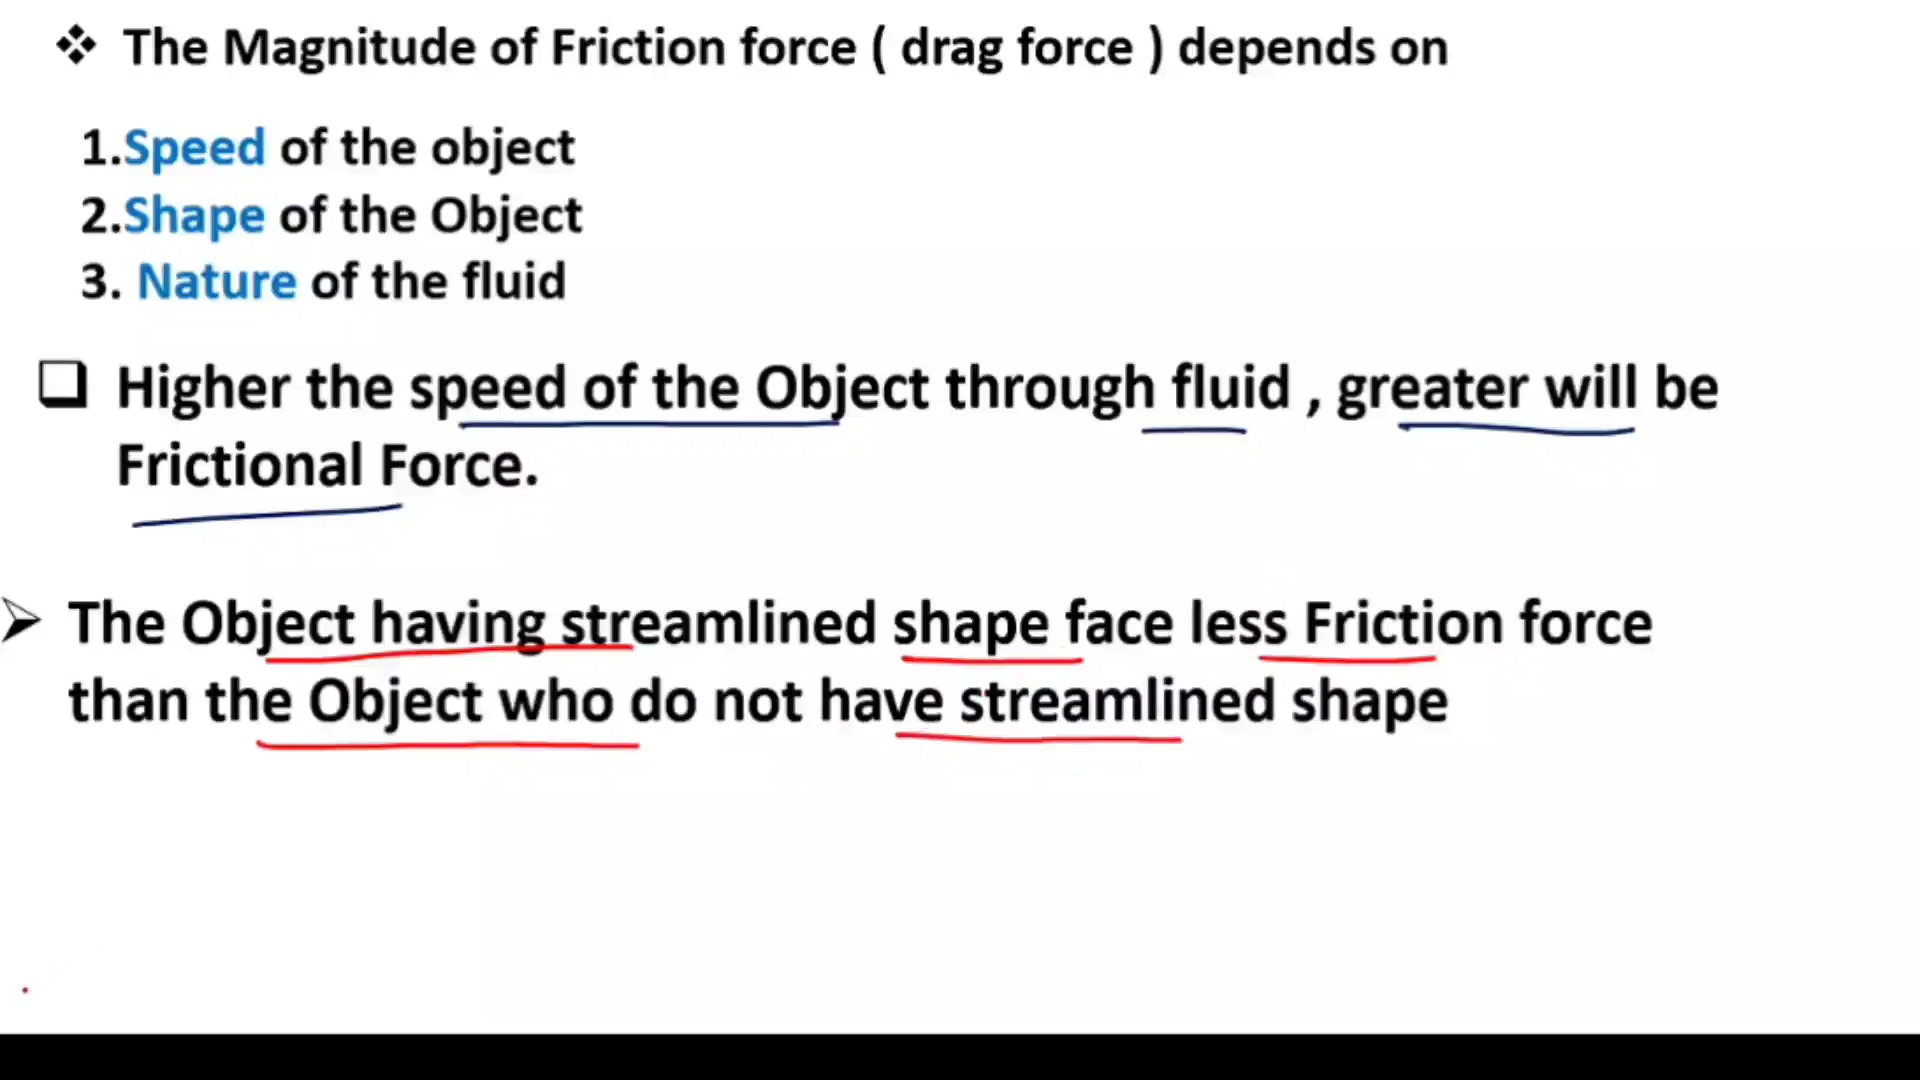 ❖ The Magnitude of Friction force ( drag force ) depends on
1.Speed of the object
2.Shape of the Object
3. Nature of the fluid
❑ Higher the speed of the Object through fluid , greater will be
Frictional Force.
➢ The Object having streamlined shape face less Friction force
than the Object who do not have streamlined shape